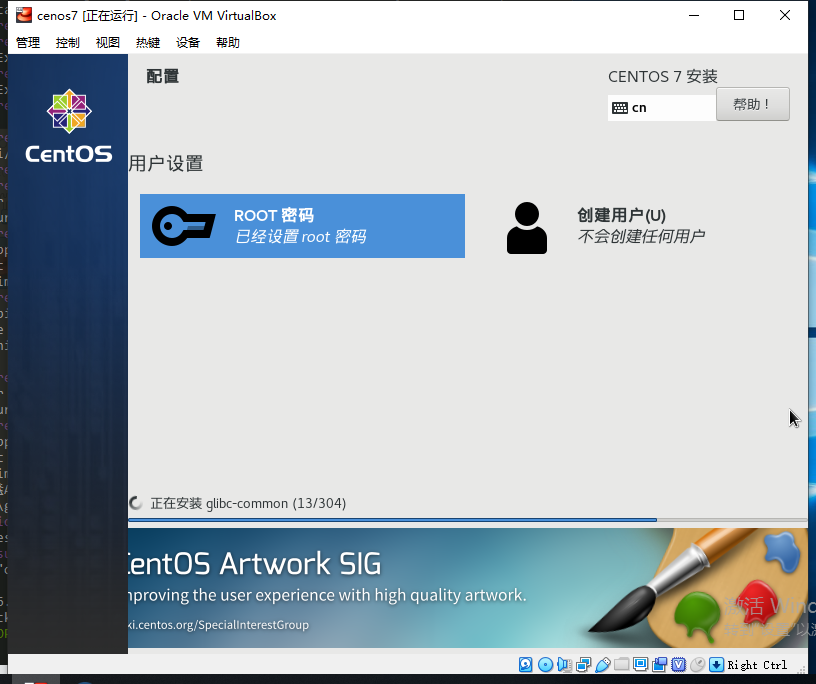 cenos7 [正在运行] - Oracle VM VirtualBox
管理 控制 视图 热键 设备 帮助
配置
CENTOS 7 安装
cn
帮助！
CentOS
用户设置
ROOT 密码
已经设置 root 密码
创建用户(U)
不会创建任何用户
正在安装 glibc-common (13/304)
CentOS Artwork SIG
mproving the user experience with high quality artwork.
ki.centos.org/SpecialInterestGroup
激活 Win
Right Ctrl